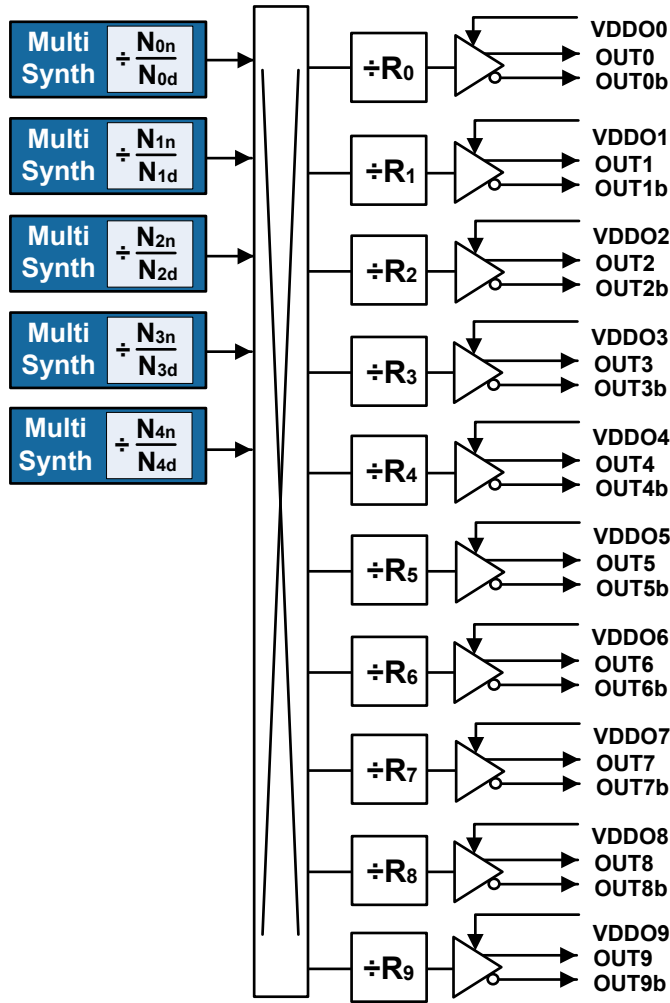 Multi
Synth
÷ N0n
N0d
Multi
Synth
÷ N1n
N1d
Multi
Synth
÷ N2n
N2d
Multi
Synth
÷ N3n
N3d
Multi
Synth
÷ N4n
N4d
÷R0
VDDO0
OUT0
OUT0b
÷R1
VDDO1
OUT1
OUT1b
÷R2
VDDO2
OUT2
OUT2b
÷R3
VDDO3
OUT3
OUT3b
÷R4
VDDO4
OUT4
OUT4b
÷R5
VDDO5
OUT5
OUT5b
÷R6
VDDO6
OUT6
OUT6b
÷R7
VDDO7
OUT7
OUT7b
÷R8
VDDO8
OUT8
OUT8b
÷R9
VDDO9
OUT9
OUT9b